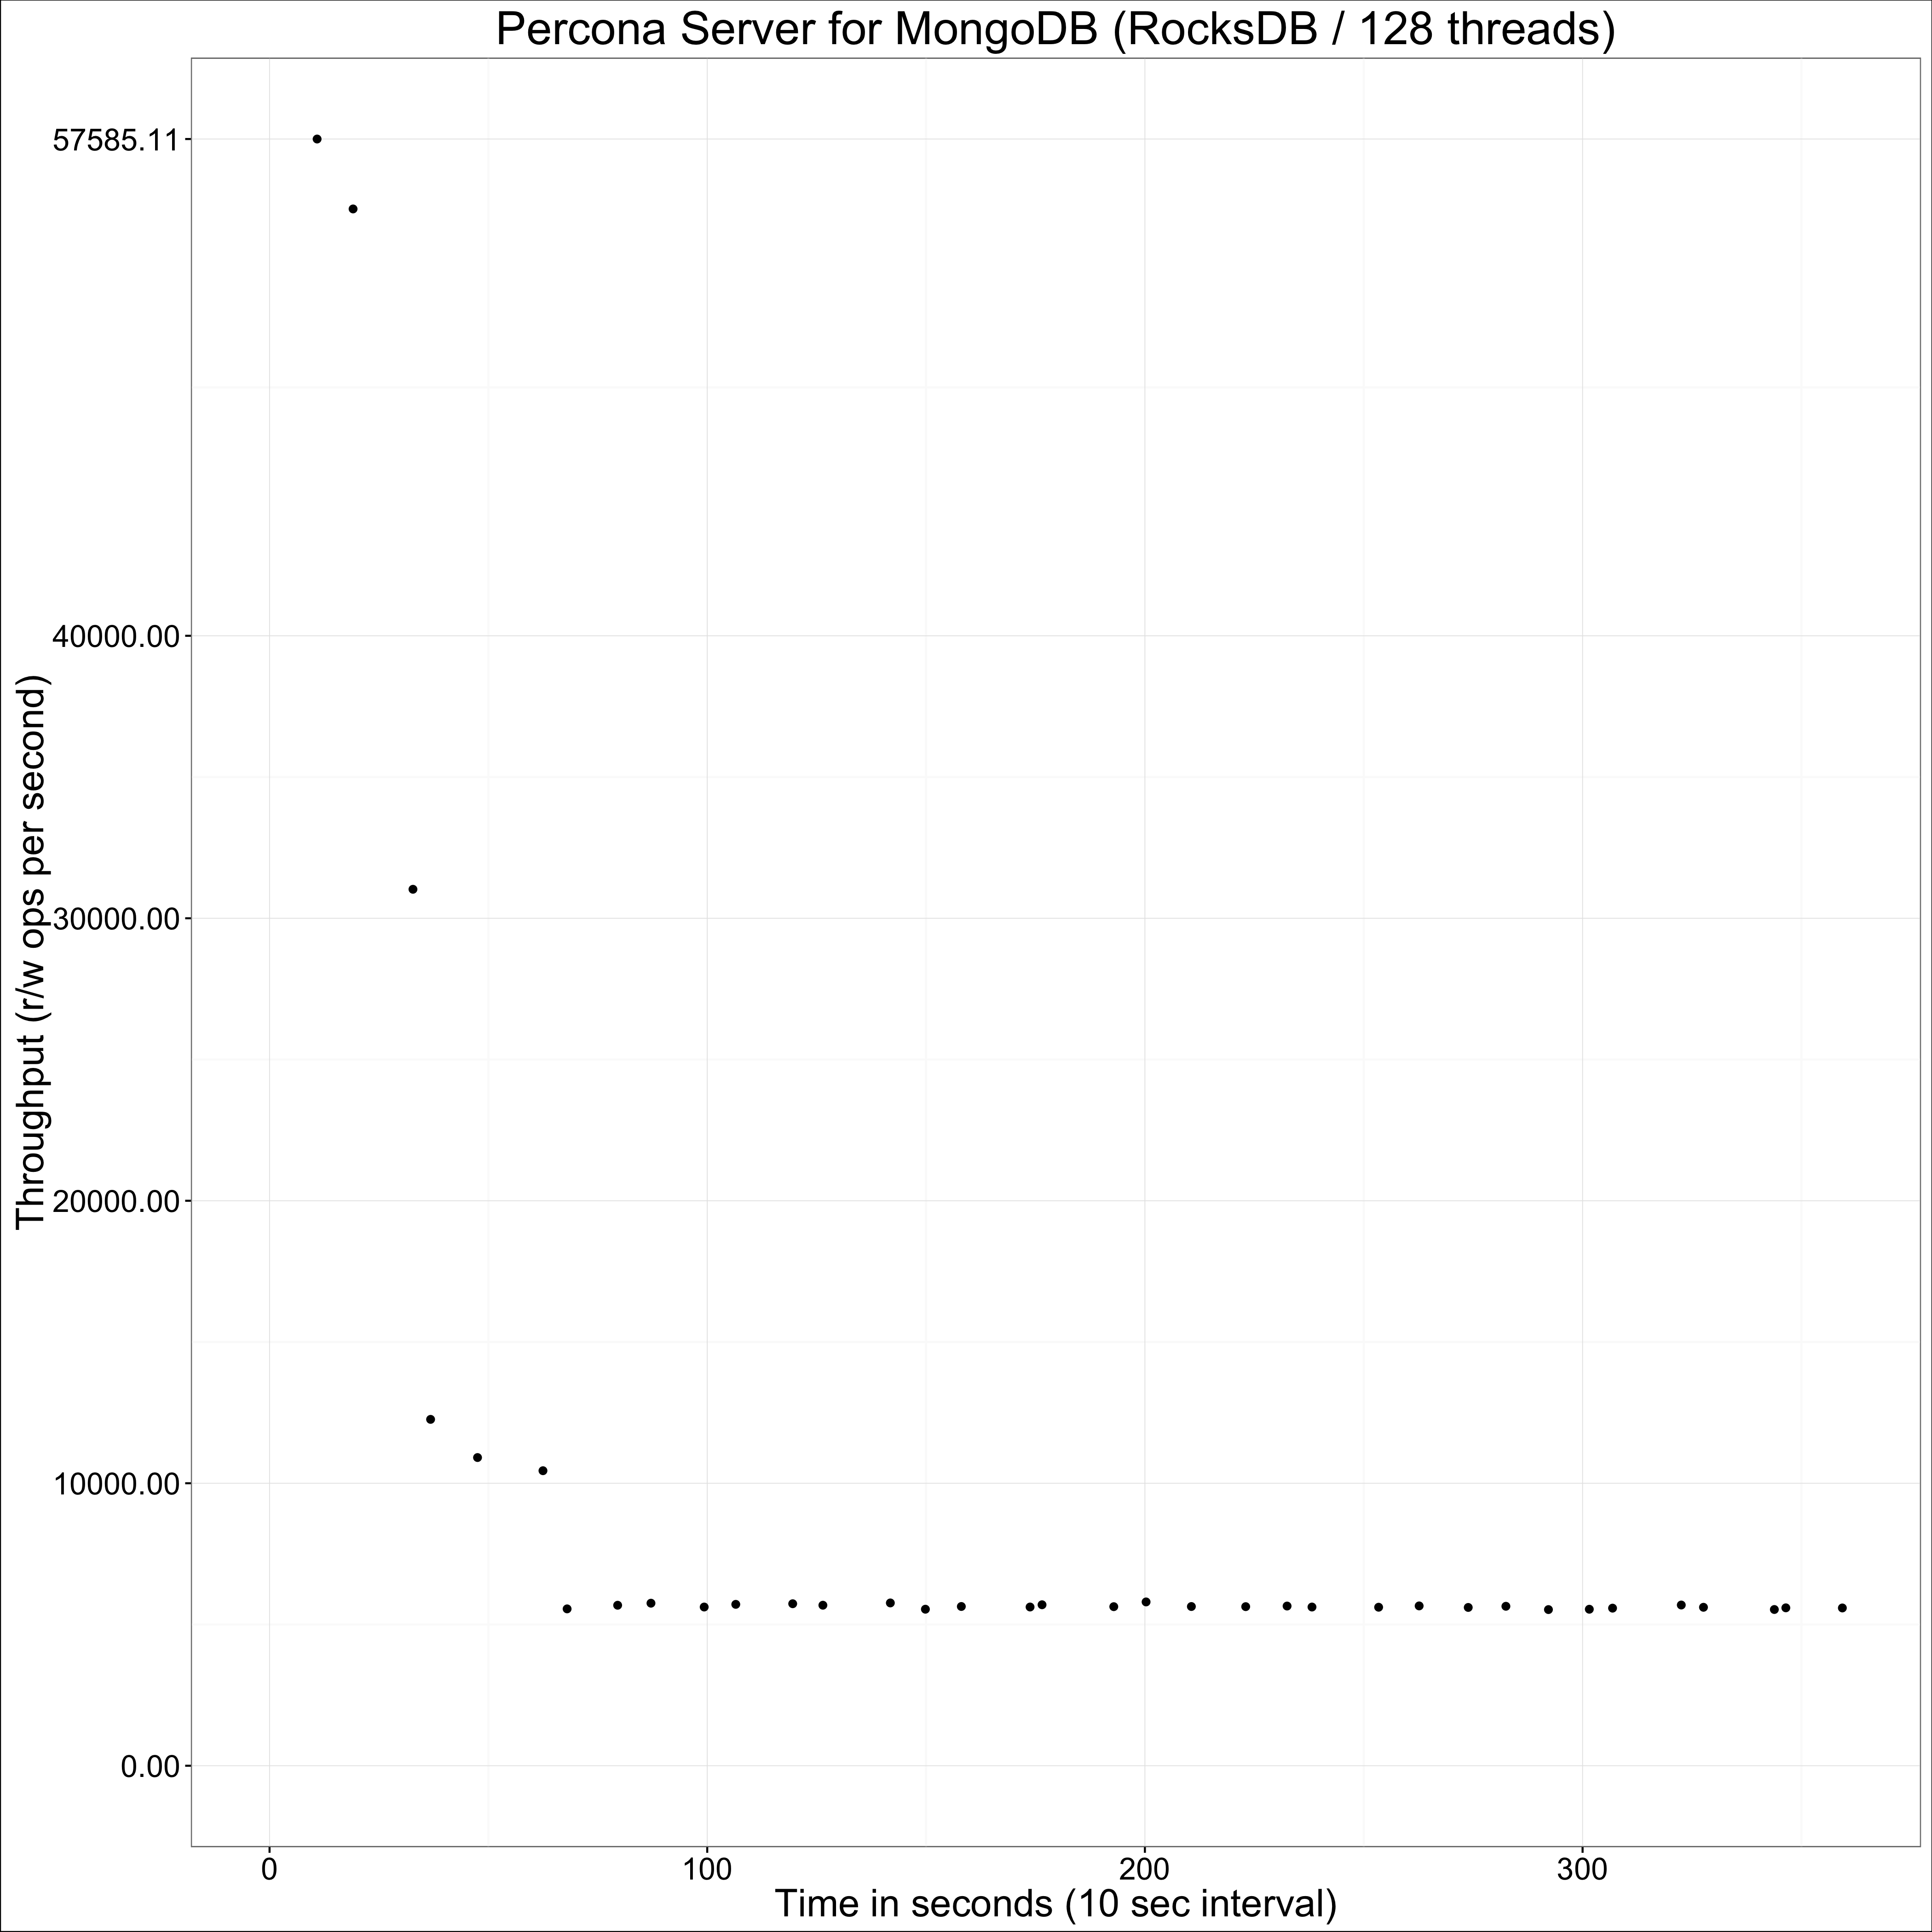 Percona Server for MongoDB (RocksDB / 128 threads)
Throughput (r/w ops per second)
57585.11
40000.00
30000.00
20000.00
10000.00
0.00
0 100 200 300
Time in seconds (10 sec interval)